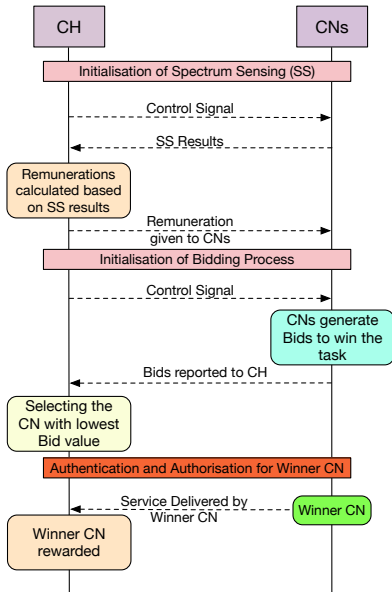 CH
CNs
Initialisation of Spectrum Sensing (SS)
Control Signal
SS Results
Remunerations
calculated based
on SS results
Remuneration
given to CNs
Initialisation of Bidding Process
Control Signal
CNs generate
Bids to win the
task
Bids reported to CH
Selecting the
CN with lowest
Bid value
Authentication and Authorisation for Winner CN
Service Delivered by
Winner CN
Winner CN
Winner CN
rewarded